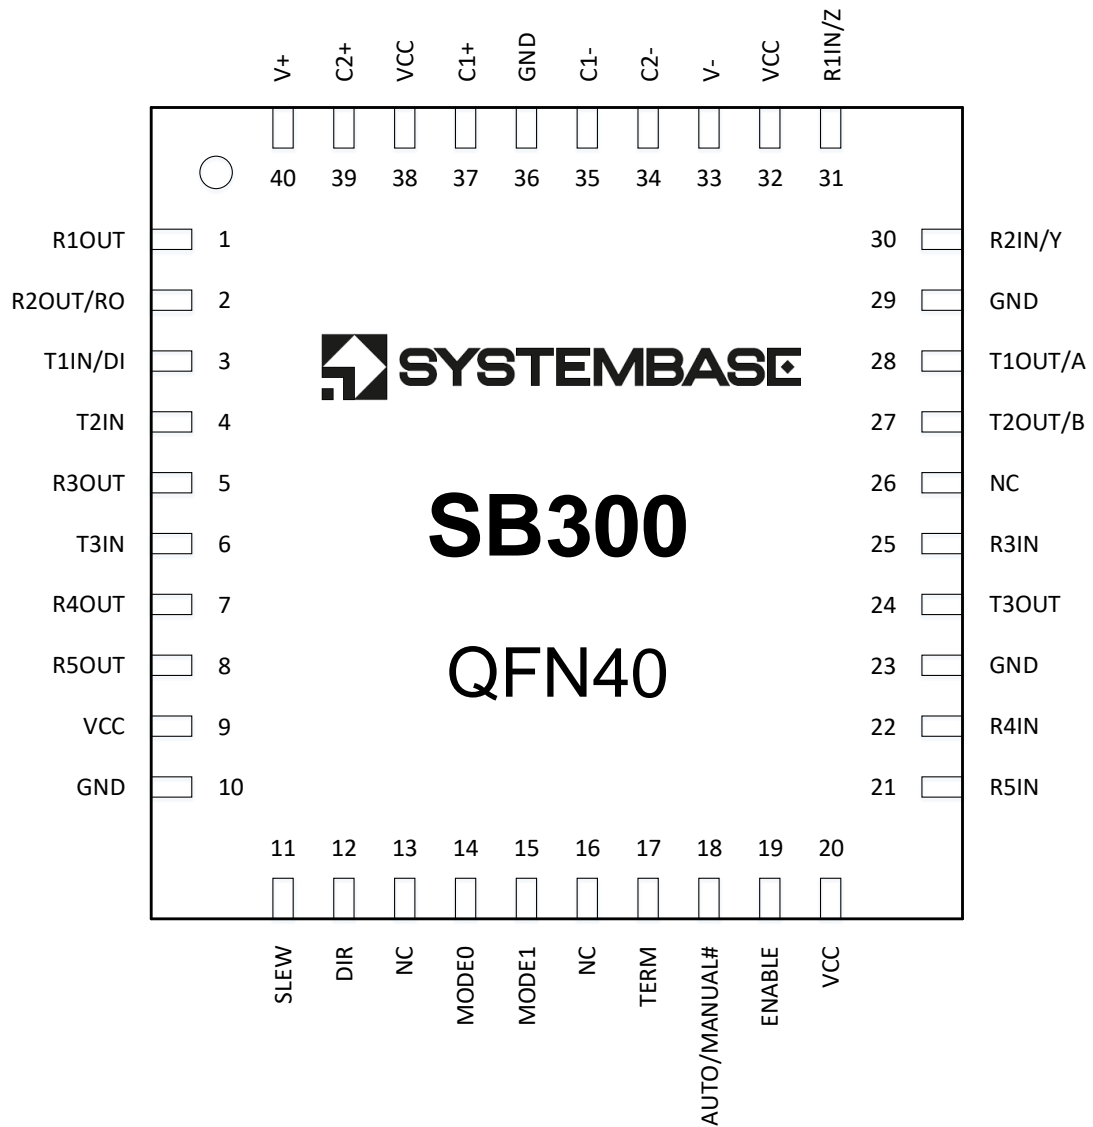 V+ C2+ VCC C1+ GND C1- C2- V- VCC R1IN/Z
40 39 38 37 36 35 34 33 32 31
R1OUT 1 30 R2IN/Y
R2OUT/RO 2 29 GND
T1IN/DI 3 28 T1OUT/A
SYSTEMBASE
T2IN 4 27 T2OUT/B
R3OUT 5 26 NC
SB300
T3IN 6 25 R3IN
R4OUT 7 24 T3OUT
R5OUT 8 23 GND
QFN40
VCC 9 22 R4IN
GND 10 21 R5IN
11 12 13 14 15 16 17 18 19 20
SLEW DIR NC MODE0 MODE1 NC TERM AUTO/MANUAL# ENABLE VCC